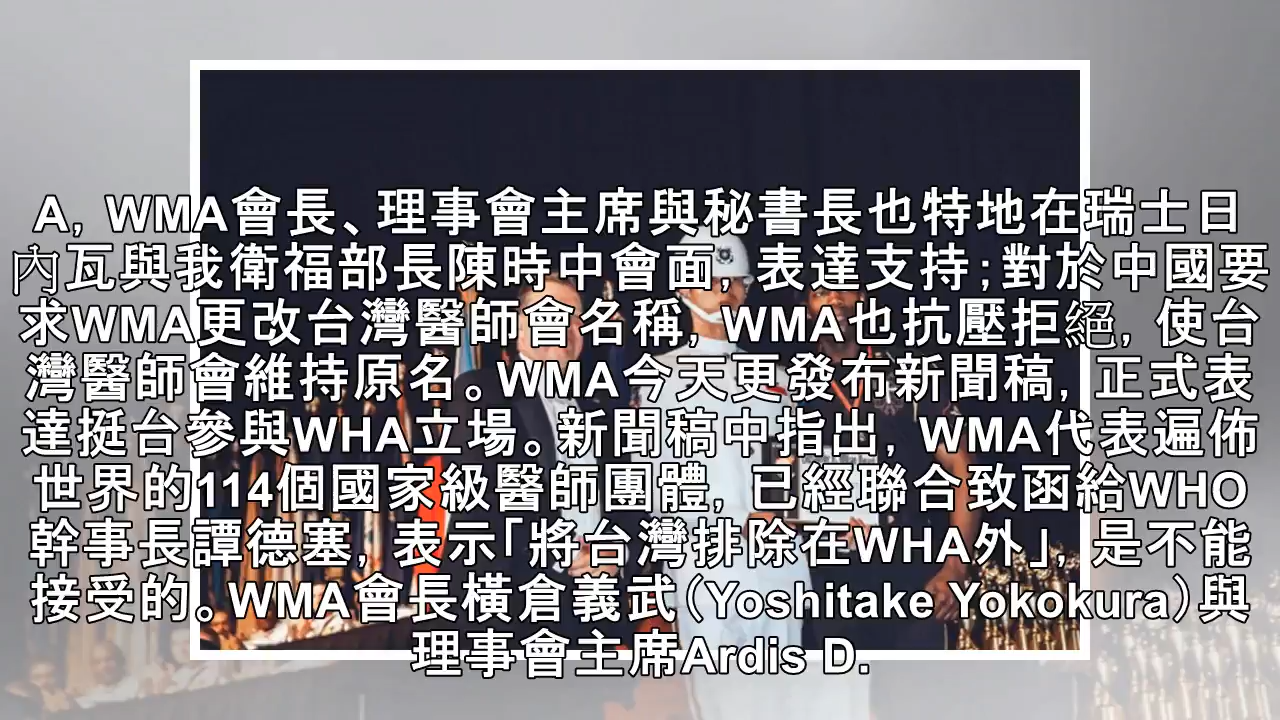 A, WMA會長、理事會主席與秘書長也特地在瑞士日
內瓦與我衛福部長陳時中會面, 表達支持;對於中國要
求WMA更改台灣醫師會名稱, WMA也抗壓拒絕, 使台
灣醫師會維持原名。WMA今天更發布新聞稿, 正式表
達挺台參與WHA立場。新聞稿中指出, WMA代表遍佈
世界的114個國家級醫師團體, 已經聯合致函給WHO
幹事長譚德塞, 表示「將台灣排除在WHA外」, 是不能
接受的。WMA會長橫倉義武(Yoshitake Yokokura)與
理事會主席Ardis D.